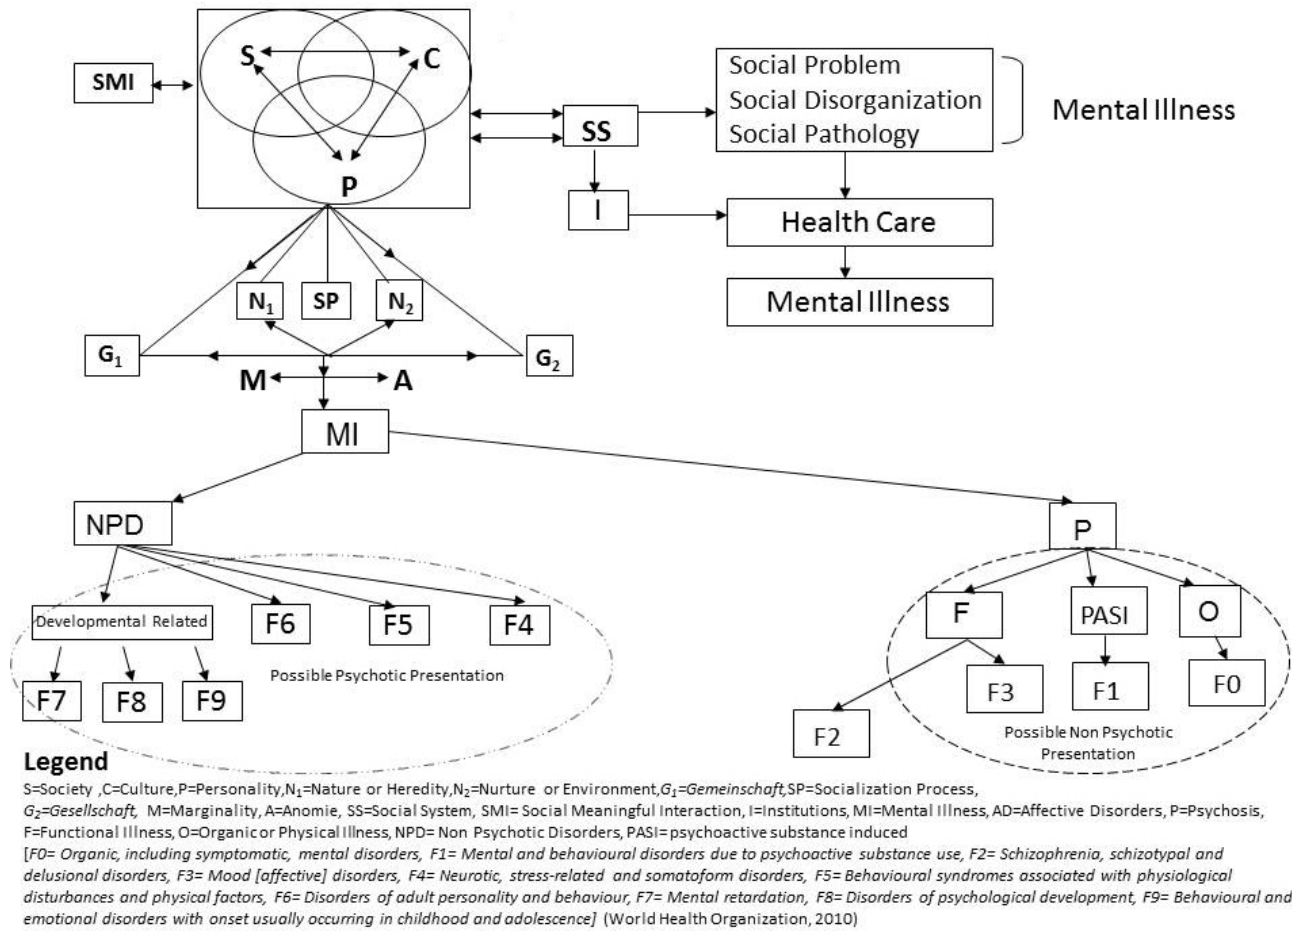 S
C
SMI
Social Problem
Social Disorganization
Social Pathology
Mental Illness
SS
P
I
Health Care
N1
SP
N2
Mental Illness
G1
G2
M
A
MI
NPD
P
Developmental Related
F6
F5
F4
F
PASI
O
F7
F8
F9
Possible Psychotic Presentation
F3
F1
F0
F2
Possible Non Psychotic
Presentation
Legend
S=Society ,C=Culture,P=Personality,N1=Nature or Heredity,N2=Nurture or Environment,G1=Gemeinschaft,SP=Socialization Process,
G2=Gesellschaft, M=Marginality, A=Anomie, SS=Social System, SMI= Social Meaningful Interaction, I=Institutions, MI=Mental Illness, AD=Affective Disorders, P=Psychosis,
F=Functional Illness, O=Organic or Physical Illness, NPD= Non Psychotic Disorders, PASI= psychoactive substance induced
[F0= Organic, including symptomatic, mental disorders, F1= Mental and behavioural disorders due to psychoactive substance use, F2= Schizophrenia, schizotypal and
delusional disorders, F3= Mood [affective] disorders, F4= Neurotic, stress-related and somatoform disorders, F5= Behavioural syndromes associated with physiological
disturbances and physical factors, F6= Disorders of adult personality and behaviour, F7= Mental retardation, F8= Disorders of psychological development, F9= Behavioural and
emotional disorders with onset usually occurring in childhood and adolescence] (World Health Organization, 2010)